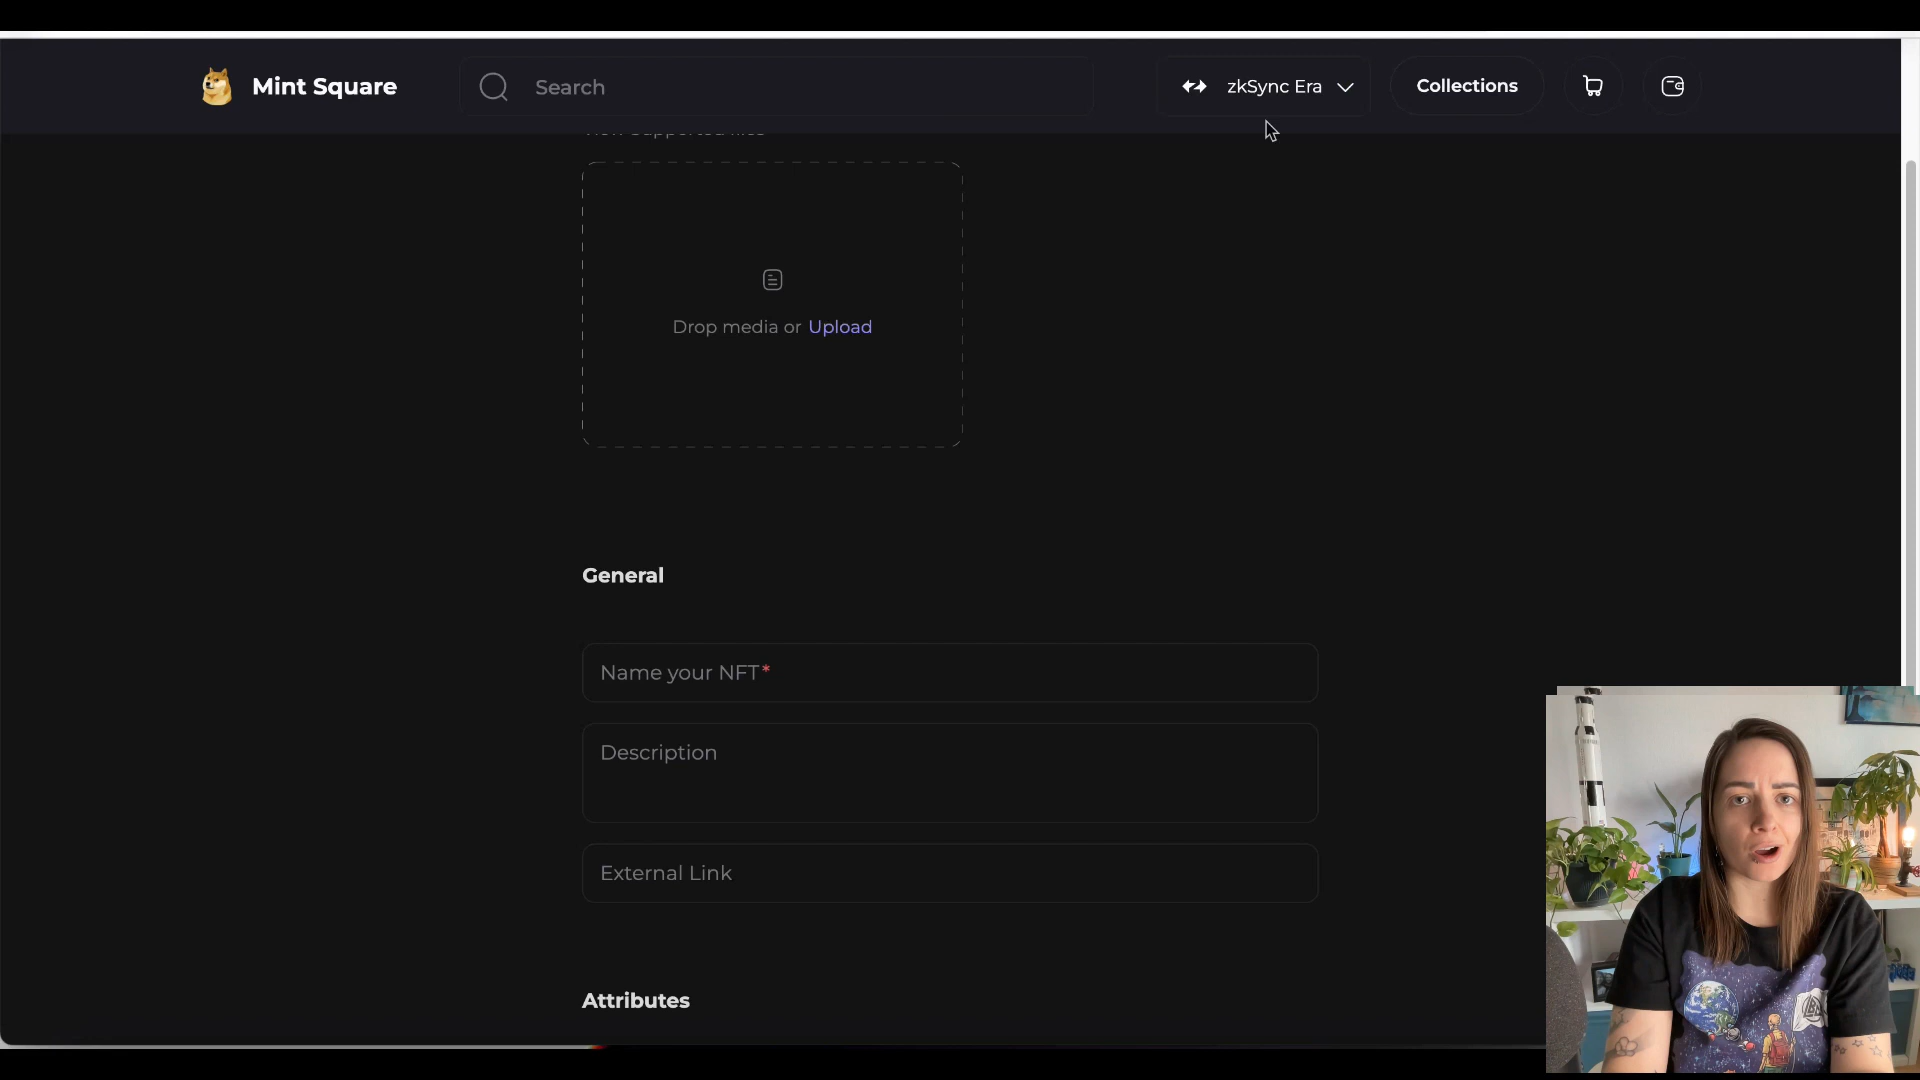 Mint Square
Search
zkSync Era
Collections
Drop media or Upload
General
Name your NFT*
Description
External Link
Attributes